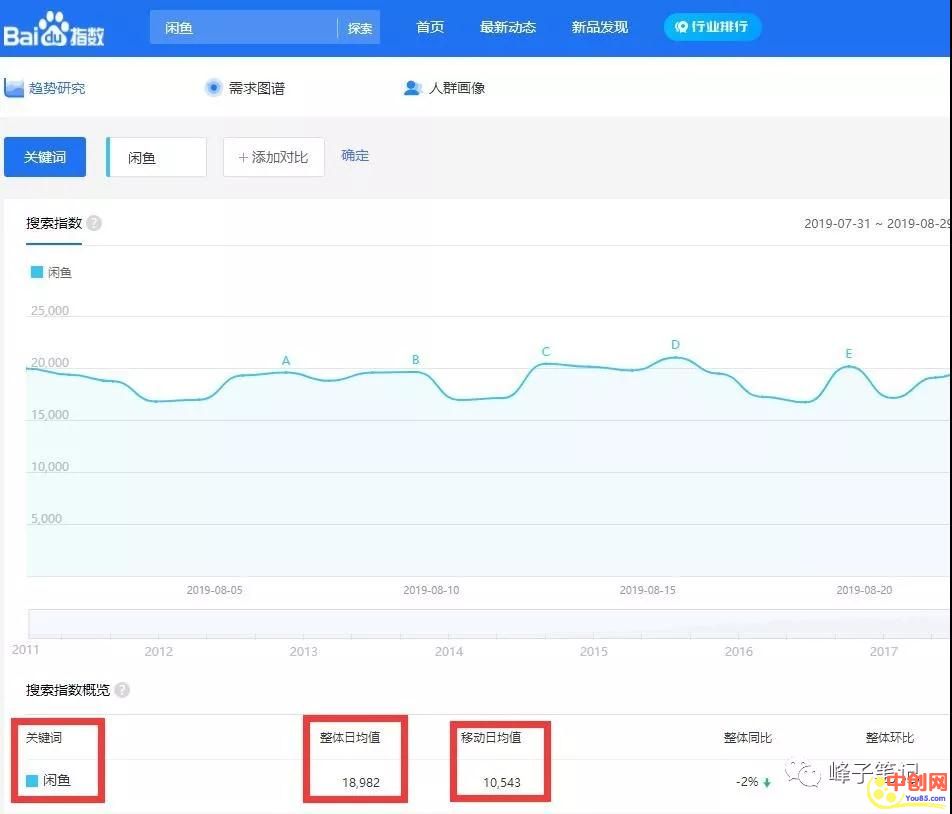 Bai du 指数 闲鱼 探索 首页 最新动态 新品发现 行业排行
趋势研究 需求图谱 人群画像
关键词 闲鱼 +添加对比 确定
搜索指数 ? 2019-07-31 ~ 2019-08-29
闲鱼
25,000
20,000
15,000
10,000
5,000
A B C D E
2019-08-05 2019-08-10 2019-08-15 2019-08-20
2011 2012 2013 2014 2015 2016 2017
搜索指数概览 ?
关键词 整体日均值 移动日均值 整体同比 整体环比
闲鱼 18,982 10,543 -2%
峰子笔记
中创网
You85.com